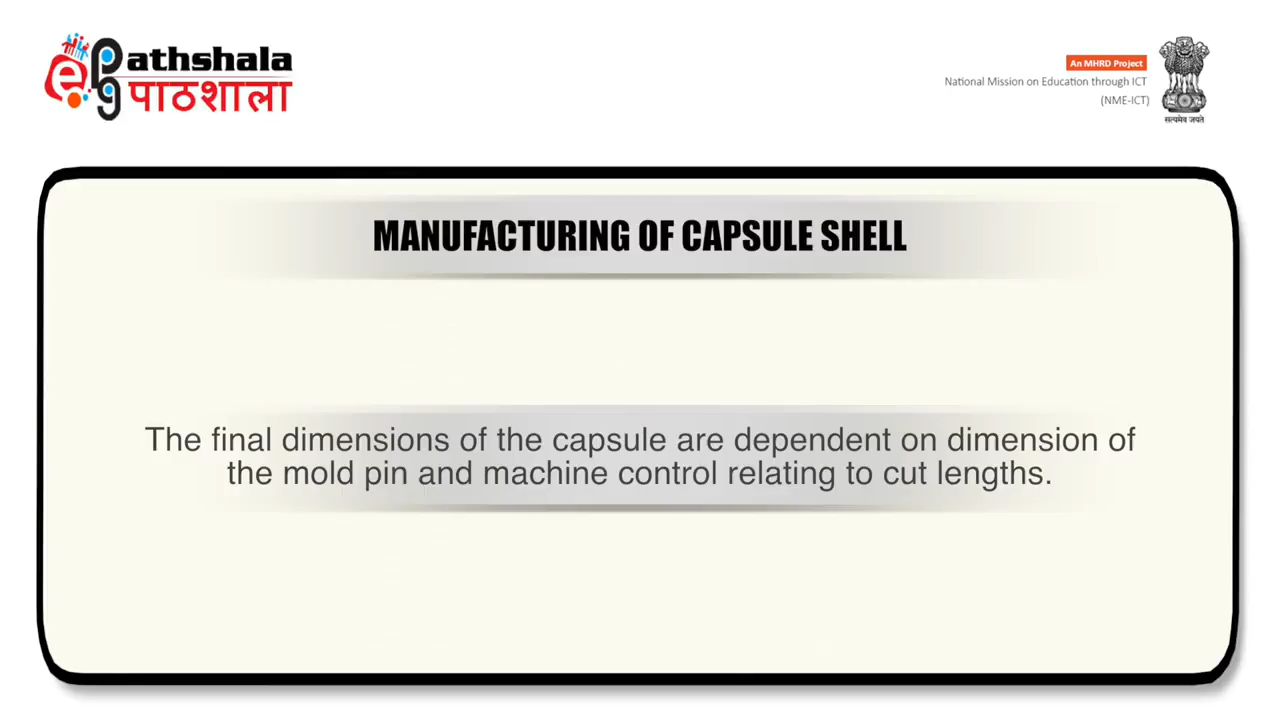 e pg Pathshala
पाठशाला
An MHRD Project
National Mission on Education through ICT
(NME-ICT)
सत्यमेव जयते
MANUFACTURING OF CAPSULE SHELL
The final dimensions of the capsule are dependent on dimension of
the mold pin and machine control relating to cut lengths.